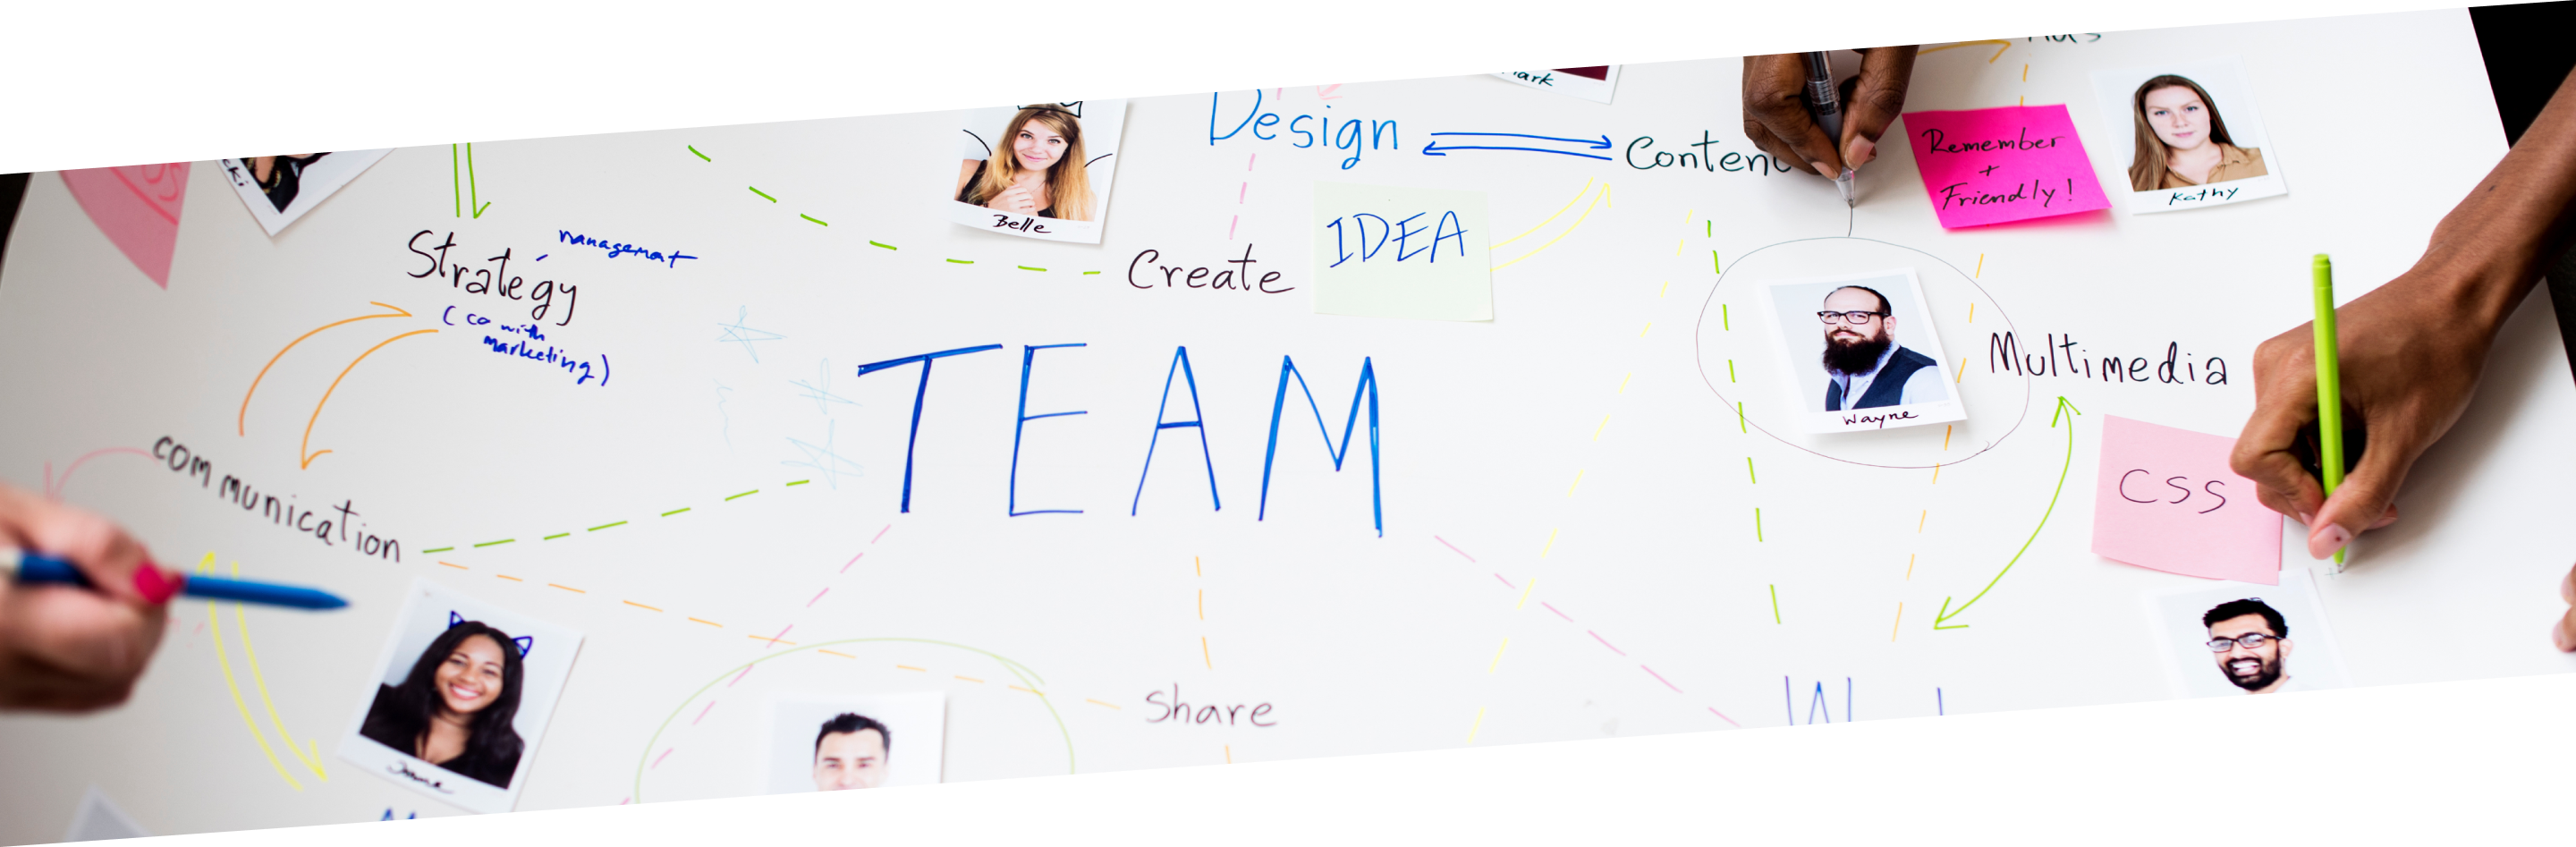 Design
Content
Remember
+
Friendly!
Kathy
Belle
IDEA
Create
Strategy
management
(co with
marketing)
TEAM
Wayne
Multimedia
CSS
communication
Share